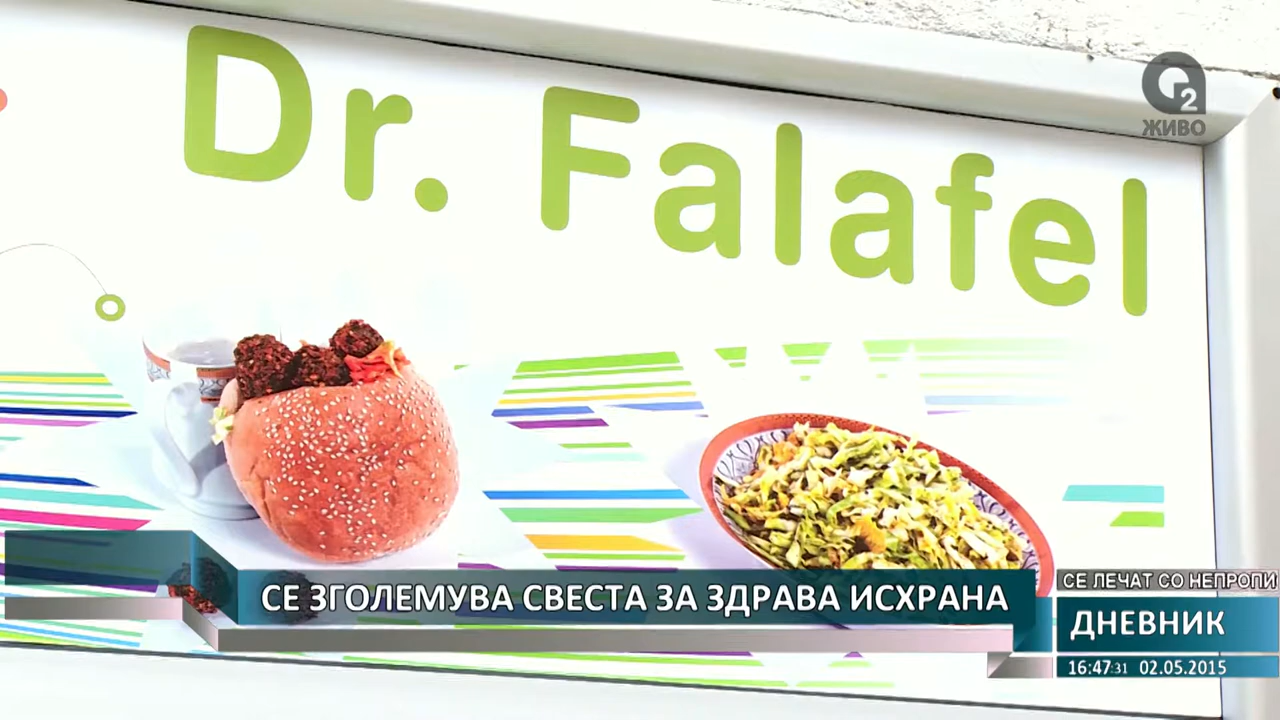 Dr. Falafel
2
ЖИВО
СЕ ЗГОЛЕМУВА СВЕСТА ЗА ЗДРАВА ИСХРАНА
СЕ ЛЕЧАТ СО НЕПРОПИ
ДНЕВНИК
16:47:31 02.05.2015